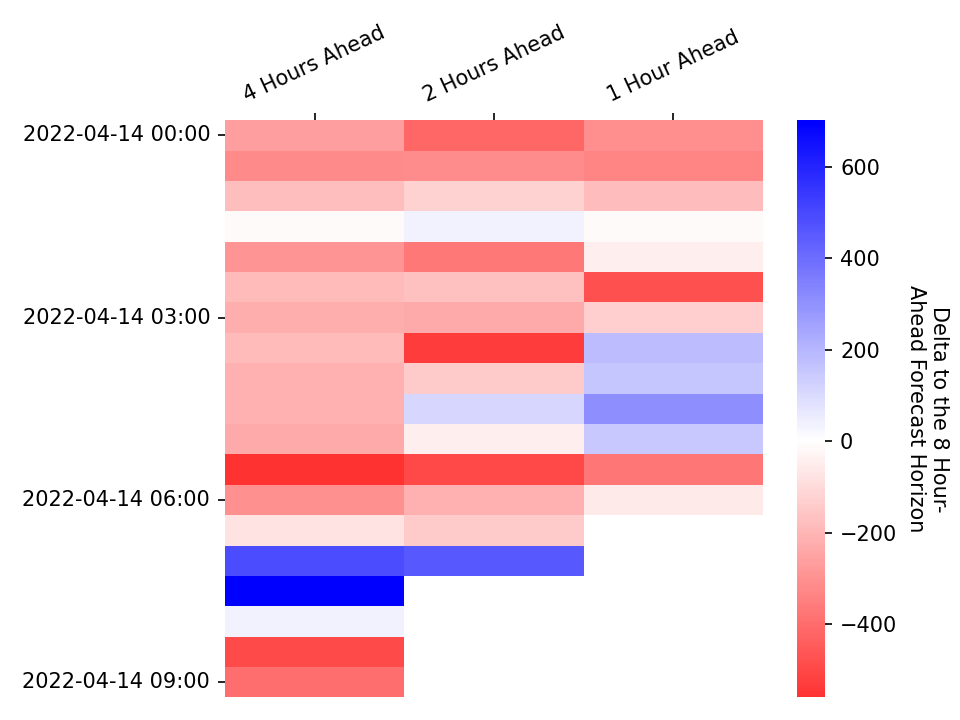 4 Hours Ahead
2 Hours Ahead
1 Hour Ahead
2022-04-14 00:00
2022-04-14 03:00
2022-04-14 06:00
2022-04-14 09:00
600
400
200
0
−200
−400
Delta to the 8 Hour-
Ahead Forecast Horizon